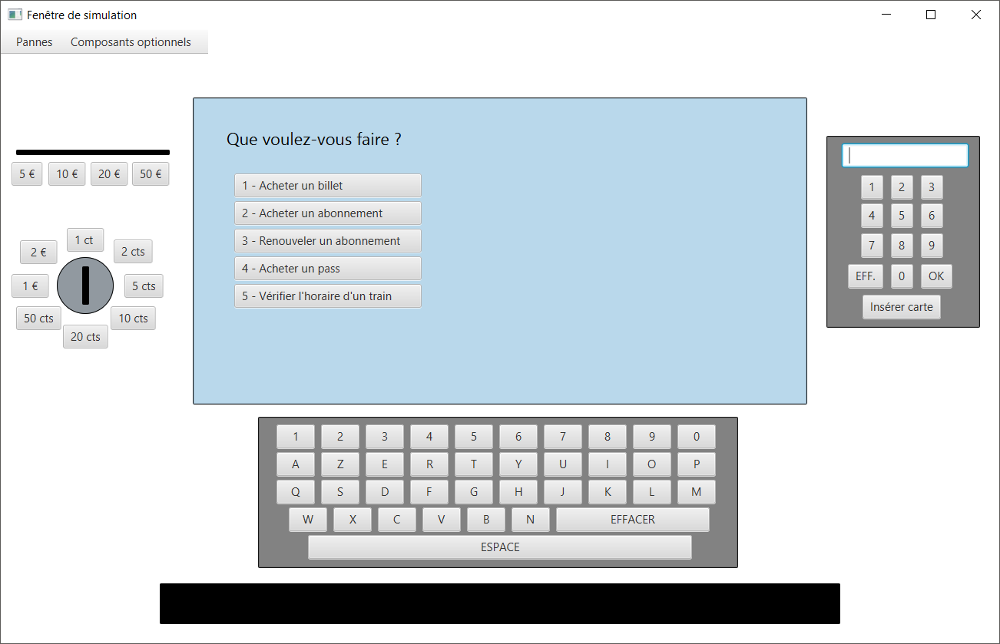 Fenêtre de simulation
Pannes Composants optionnels
Que voulez-vous faire ?
1 - Acheter un billet
2 - Acheter un abonnement
3 - Renouveler un abonnement
4 - Acheter un pass
5 - Vérifier l'horaire d'un train
5 € 10 € 20 € 50 €
1 ct
2 € 2 cts
1 € 5 cts
50 cts 10 cts
20 cts
1 2 3
4 5 6
7 8 9
EFF. 0 OK
Insérer carte
1 2 3 4 5 6 7 8 9 0
A Z E R T Y U I O P
Q S D F G H J K L M
W X C V B N EFFACER
ESPACE